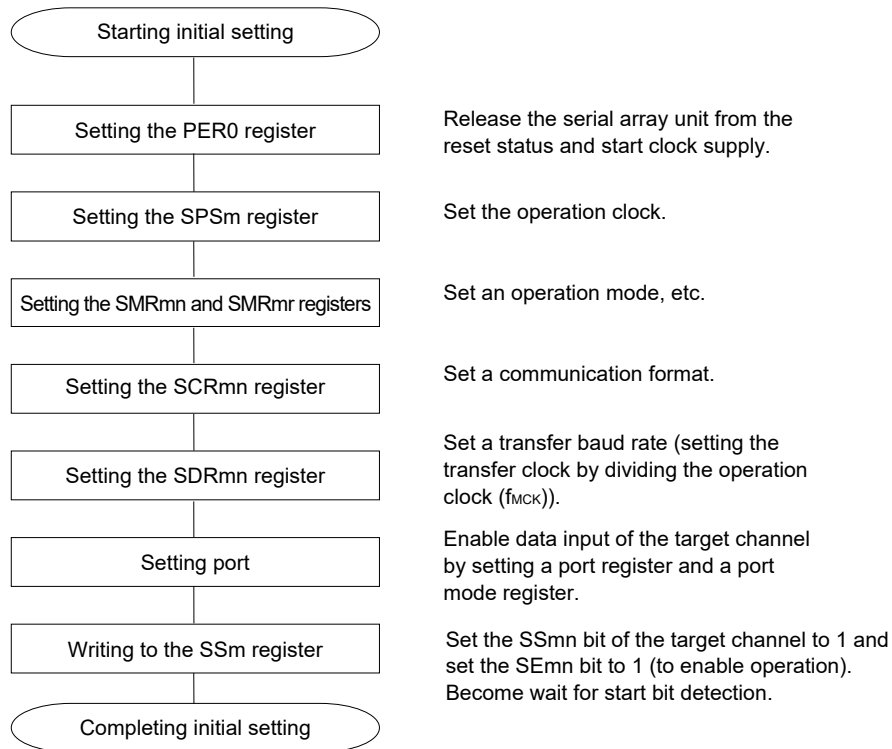 Starting initial setting
Setting the PER0 register
Release the serial array unit from the
reset status and start clock supply.
Setting the SPSm register
Set the operation clock.
Setting the SMRmn and SMRmr registers
Set an operation mode, etc.
Setting the SCRmn register
Set a communication format.
Setting the SDRmn register
Set a transfer baud rate (setting the
transfer clock by dividing the operation
clock (fMCK)).
Setting port
Enable data input of the target channel
by setting a port register and a port
mode register.
Writing to the SSm register
Set the SSmn bit of the target channel to 1 and
set the SEmn bit to 1 (to enable operation).
Become wait for start bit detection.
Completing initial setting